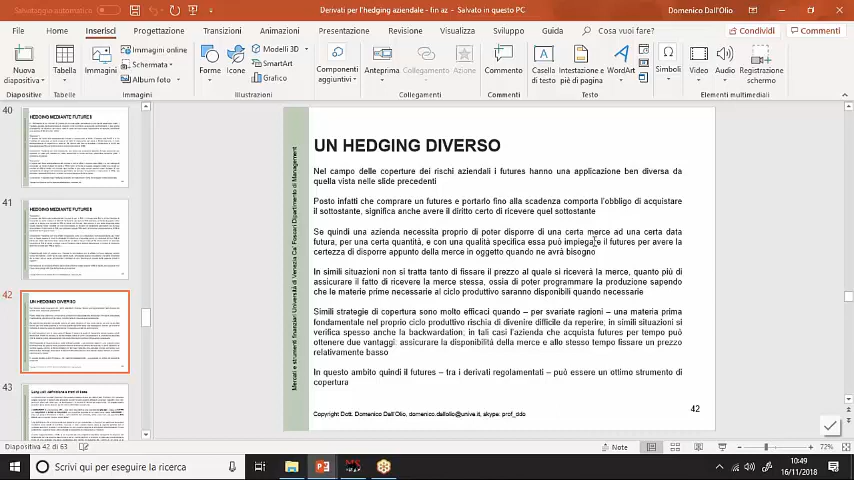 Salvataggio automatico
Derivati per l'hedging aziendale - fin az - Salvato in questo PC
Domenico Dall'Olio
File Home Inserisci Progettazione Transizioni Animazioni Presentazione Revisione Visualizza Sviluppo Guida Cosa vuoi fare? Condividi Commenti
Nuova diapositiva
Tabella
Immagini
Immagini online
Schermata
Album foto
Forme
Icone
Modelli 3D
SmartArt
Grafico
Componenti aggiuntivi
Anteprima
Collegamento
Azione
Commento
Casella di testo
Intestazione e piè di pagina
WordArt
Simboli
Video
Audio
Registrazione schermo
Diapositive Tabelle Immagini Illustrazioni Collegamenti Commenti Testo Elementi multimediali
40
HEDGING MEDIANTE FUTURES
41
HEDGING MEDIANTE FUTURES
42
UN HEDGING DIVERSO
43
Mercati e strumenti finanziari Università di Venezia Ca' Foscari Dipartimento di Management
UN HEDGING DIVERSO
Nel campo delle coperture dei rischi aziendali i futures hanno una applicazione ben diversa da
quella vista nelle slide precedenti
Posto infatti che comprare un futures e portarlo fino alla scadenza comporta l'obbligo di acquistare
il sottostante, significa anche avere il diritto certo di ricevere quel sottostante
Se quindi una azienda necessita proprio di poter disporre di una certa merce ad una certa data
futura, per una certa quantità, e con una qualità specifica essa può impiegare il futures per avere la
certezza di disporre appunto della merce in oggetto quando ne avrà bisogno
In simili situazioni non si tratta tanto di fissare il prezzo al quale si riceverà la merce, quanto più di
assicurare il fatto di ricevere la merce stessa, ossia di poter programmare la produzione sapendo
che le materie prime necessarie al ciclo produttivo saranno disponibili quando necessarie
Simili strategie di copertura sono molto efficaci quando – per svariate ragioni – una materia prima
fondamentale nel proprio ciclo produttivo rischia di divenire difficile da reperire, in simili situazioni si
verifica spesso anche la backwardation; in tali casi l'azienda che acquista futures per tempo può
ottenere due vantaggi: assicurare la disponibilità della merce e allo stesso tempo fissare un prezzo
relativamente basso
In questo ambito quindi il futures – tra i derivati regolamentati – può essere un ottimo strumento di
copertura
Copyright Dott. Domenico Dall'Olio, domenico.dallolio@unive.it, skype: prof_ddo
42
Diapositiva 42 di 63
Note
72%
Scrivi qui per eseguire la ricerca
10:49
16/11/2018